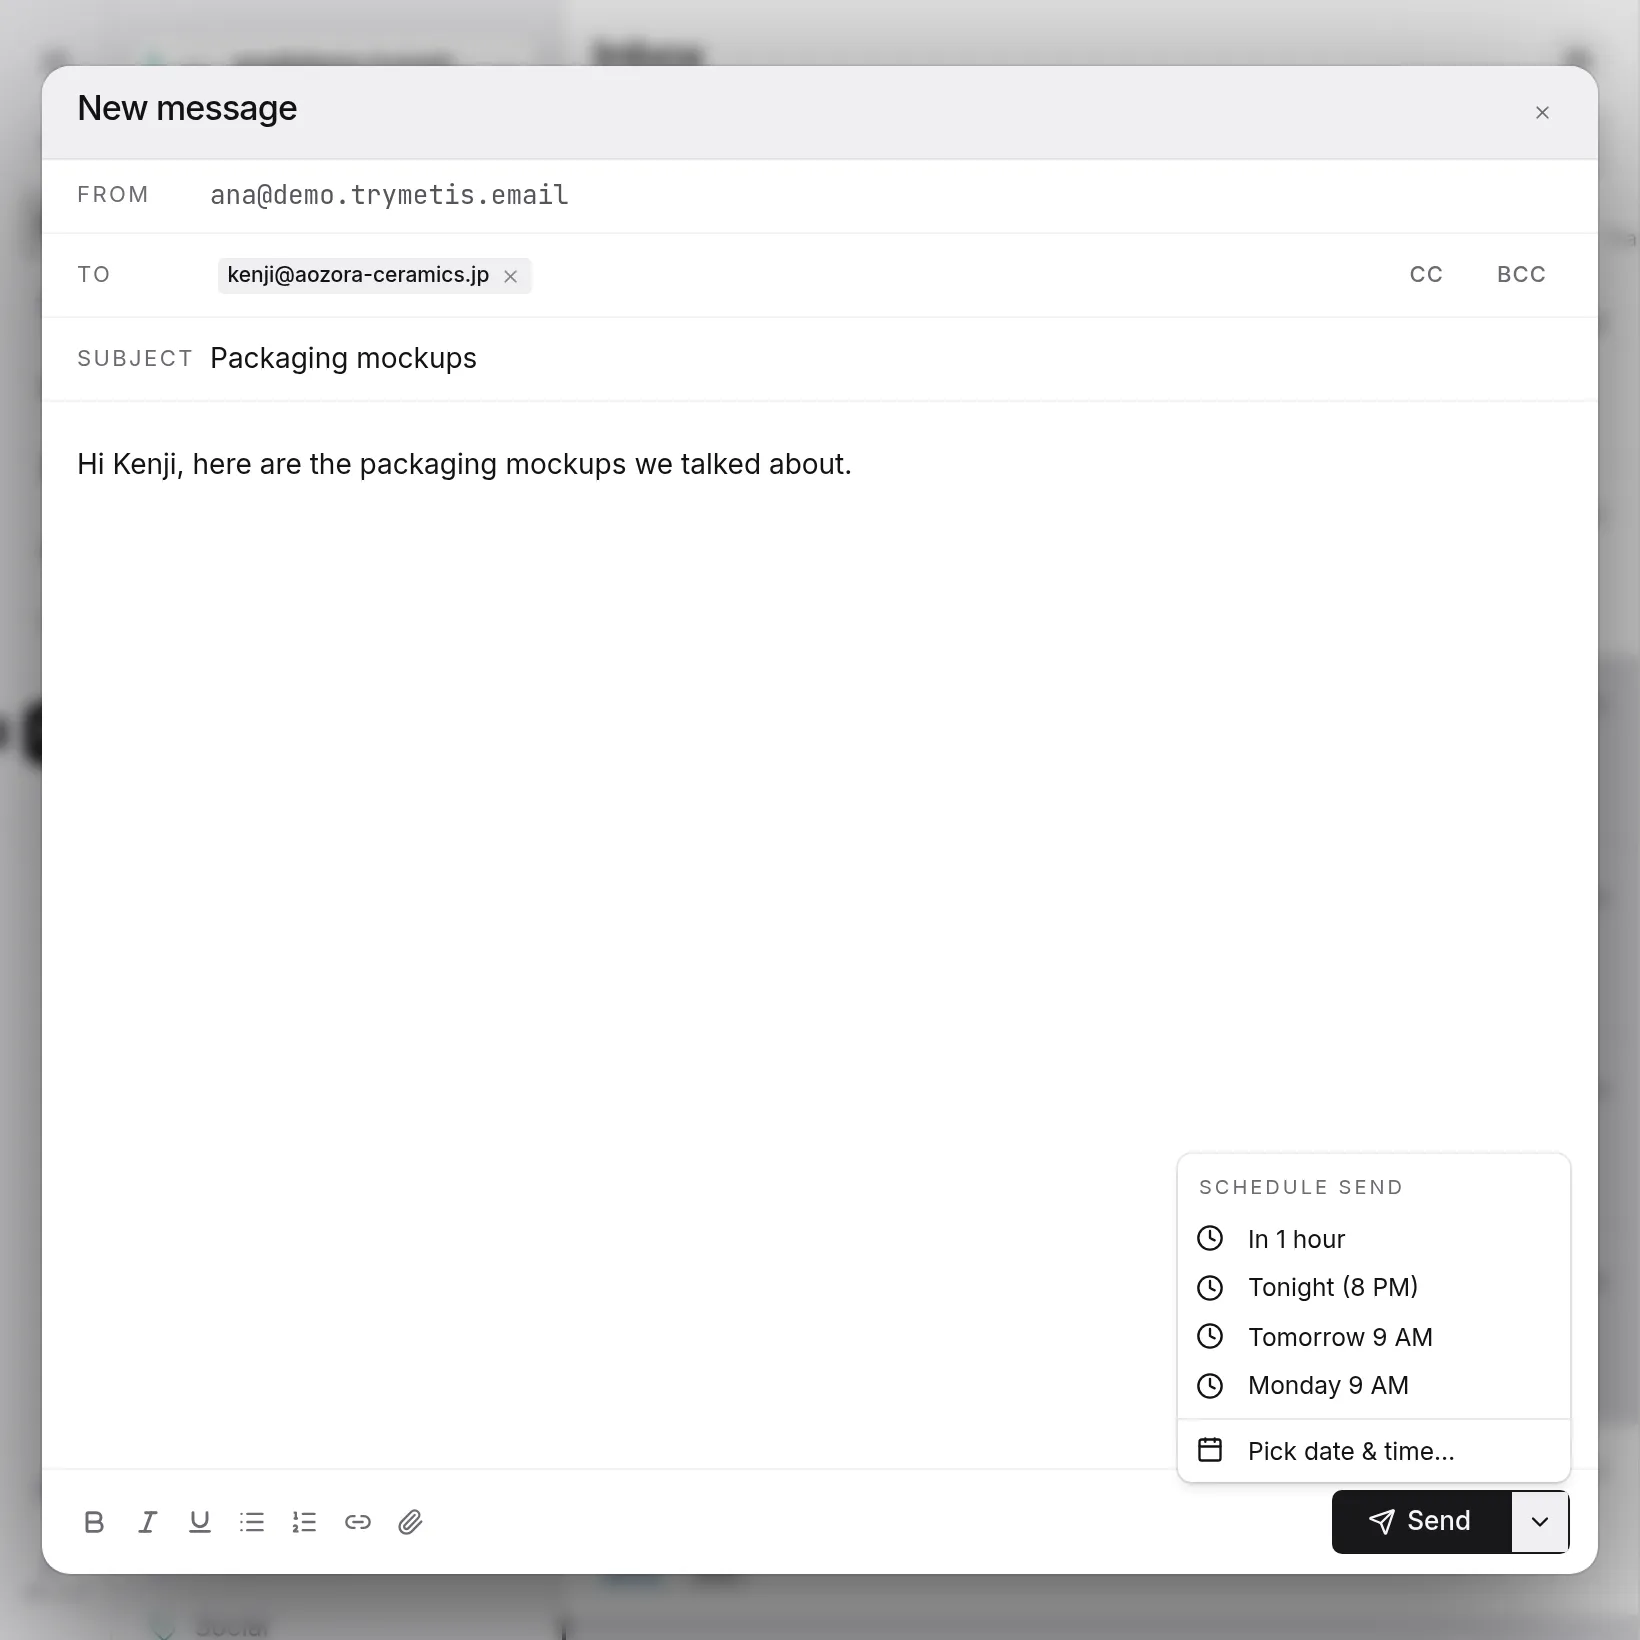 Inbox
New message
FROM ana@demo.trymetis.email
TO kenji@aozora-ceramics.jp CC BCC
SUBJECT Packaging mockups
Hi Kenji, here are the packaging mockups we talked about.
SCHEDULE SEND
In 1 hour
Tonight (8 PM)
Tomorrow 9 AM
Monday 9 AM
Pick date & time...
Send
Social